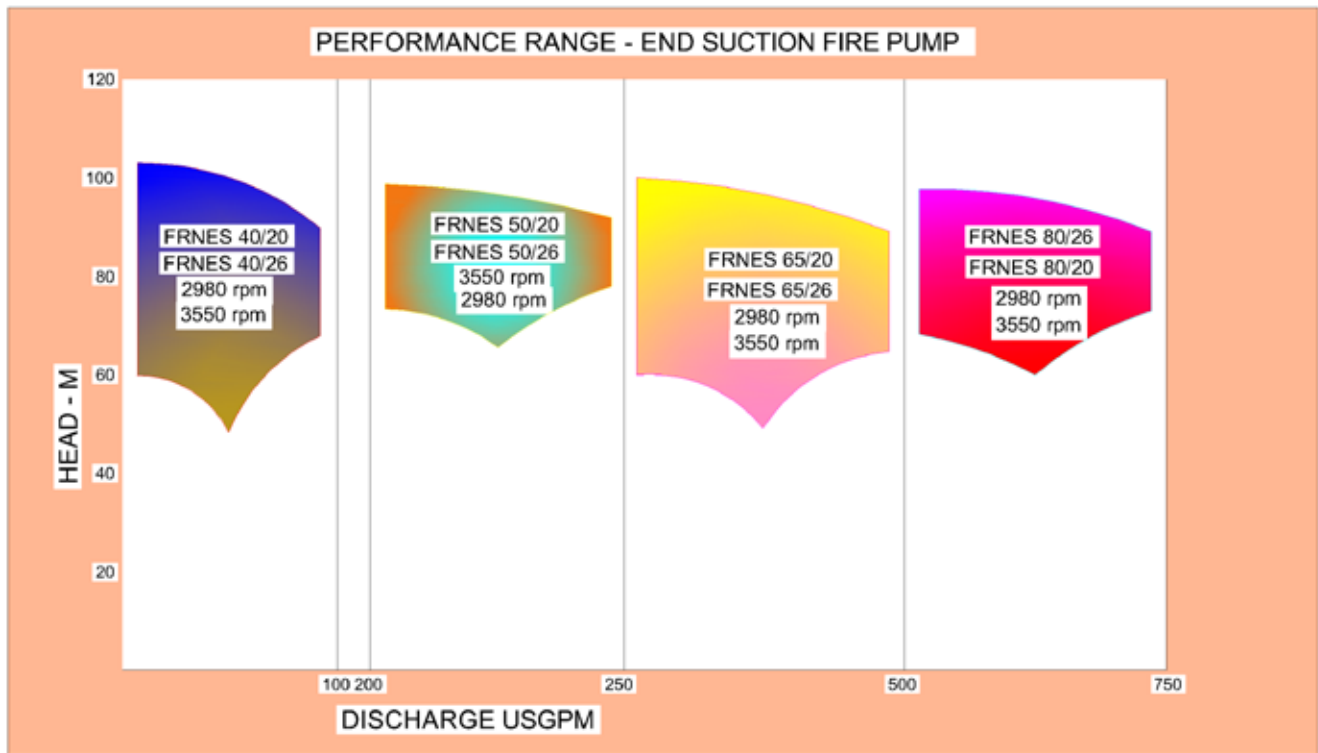 PERFORMANCE RANGE - END SUCTION FIRE PUMP
120
100
80
60
40
20
HEAD - M
FRNES 40/20
FRNES 40/26
2980 rpm
3550 rpm
FRNES 50/20
FRNES 50/26
3550 rpm
2980 rpm
FRNES 65/20
FRNES 65/26
2980 rpm
3550 rpm
FRNES 80/26
FRNES 80/20
2980 rpm
3550 rpm
100 200 250 500 750
DISCHARGE USGPM